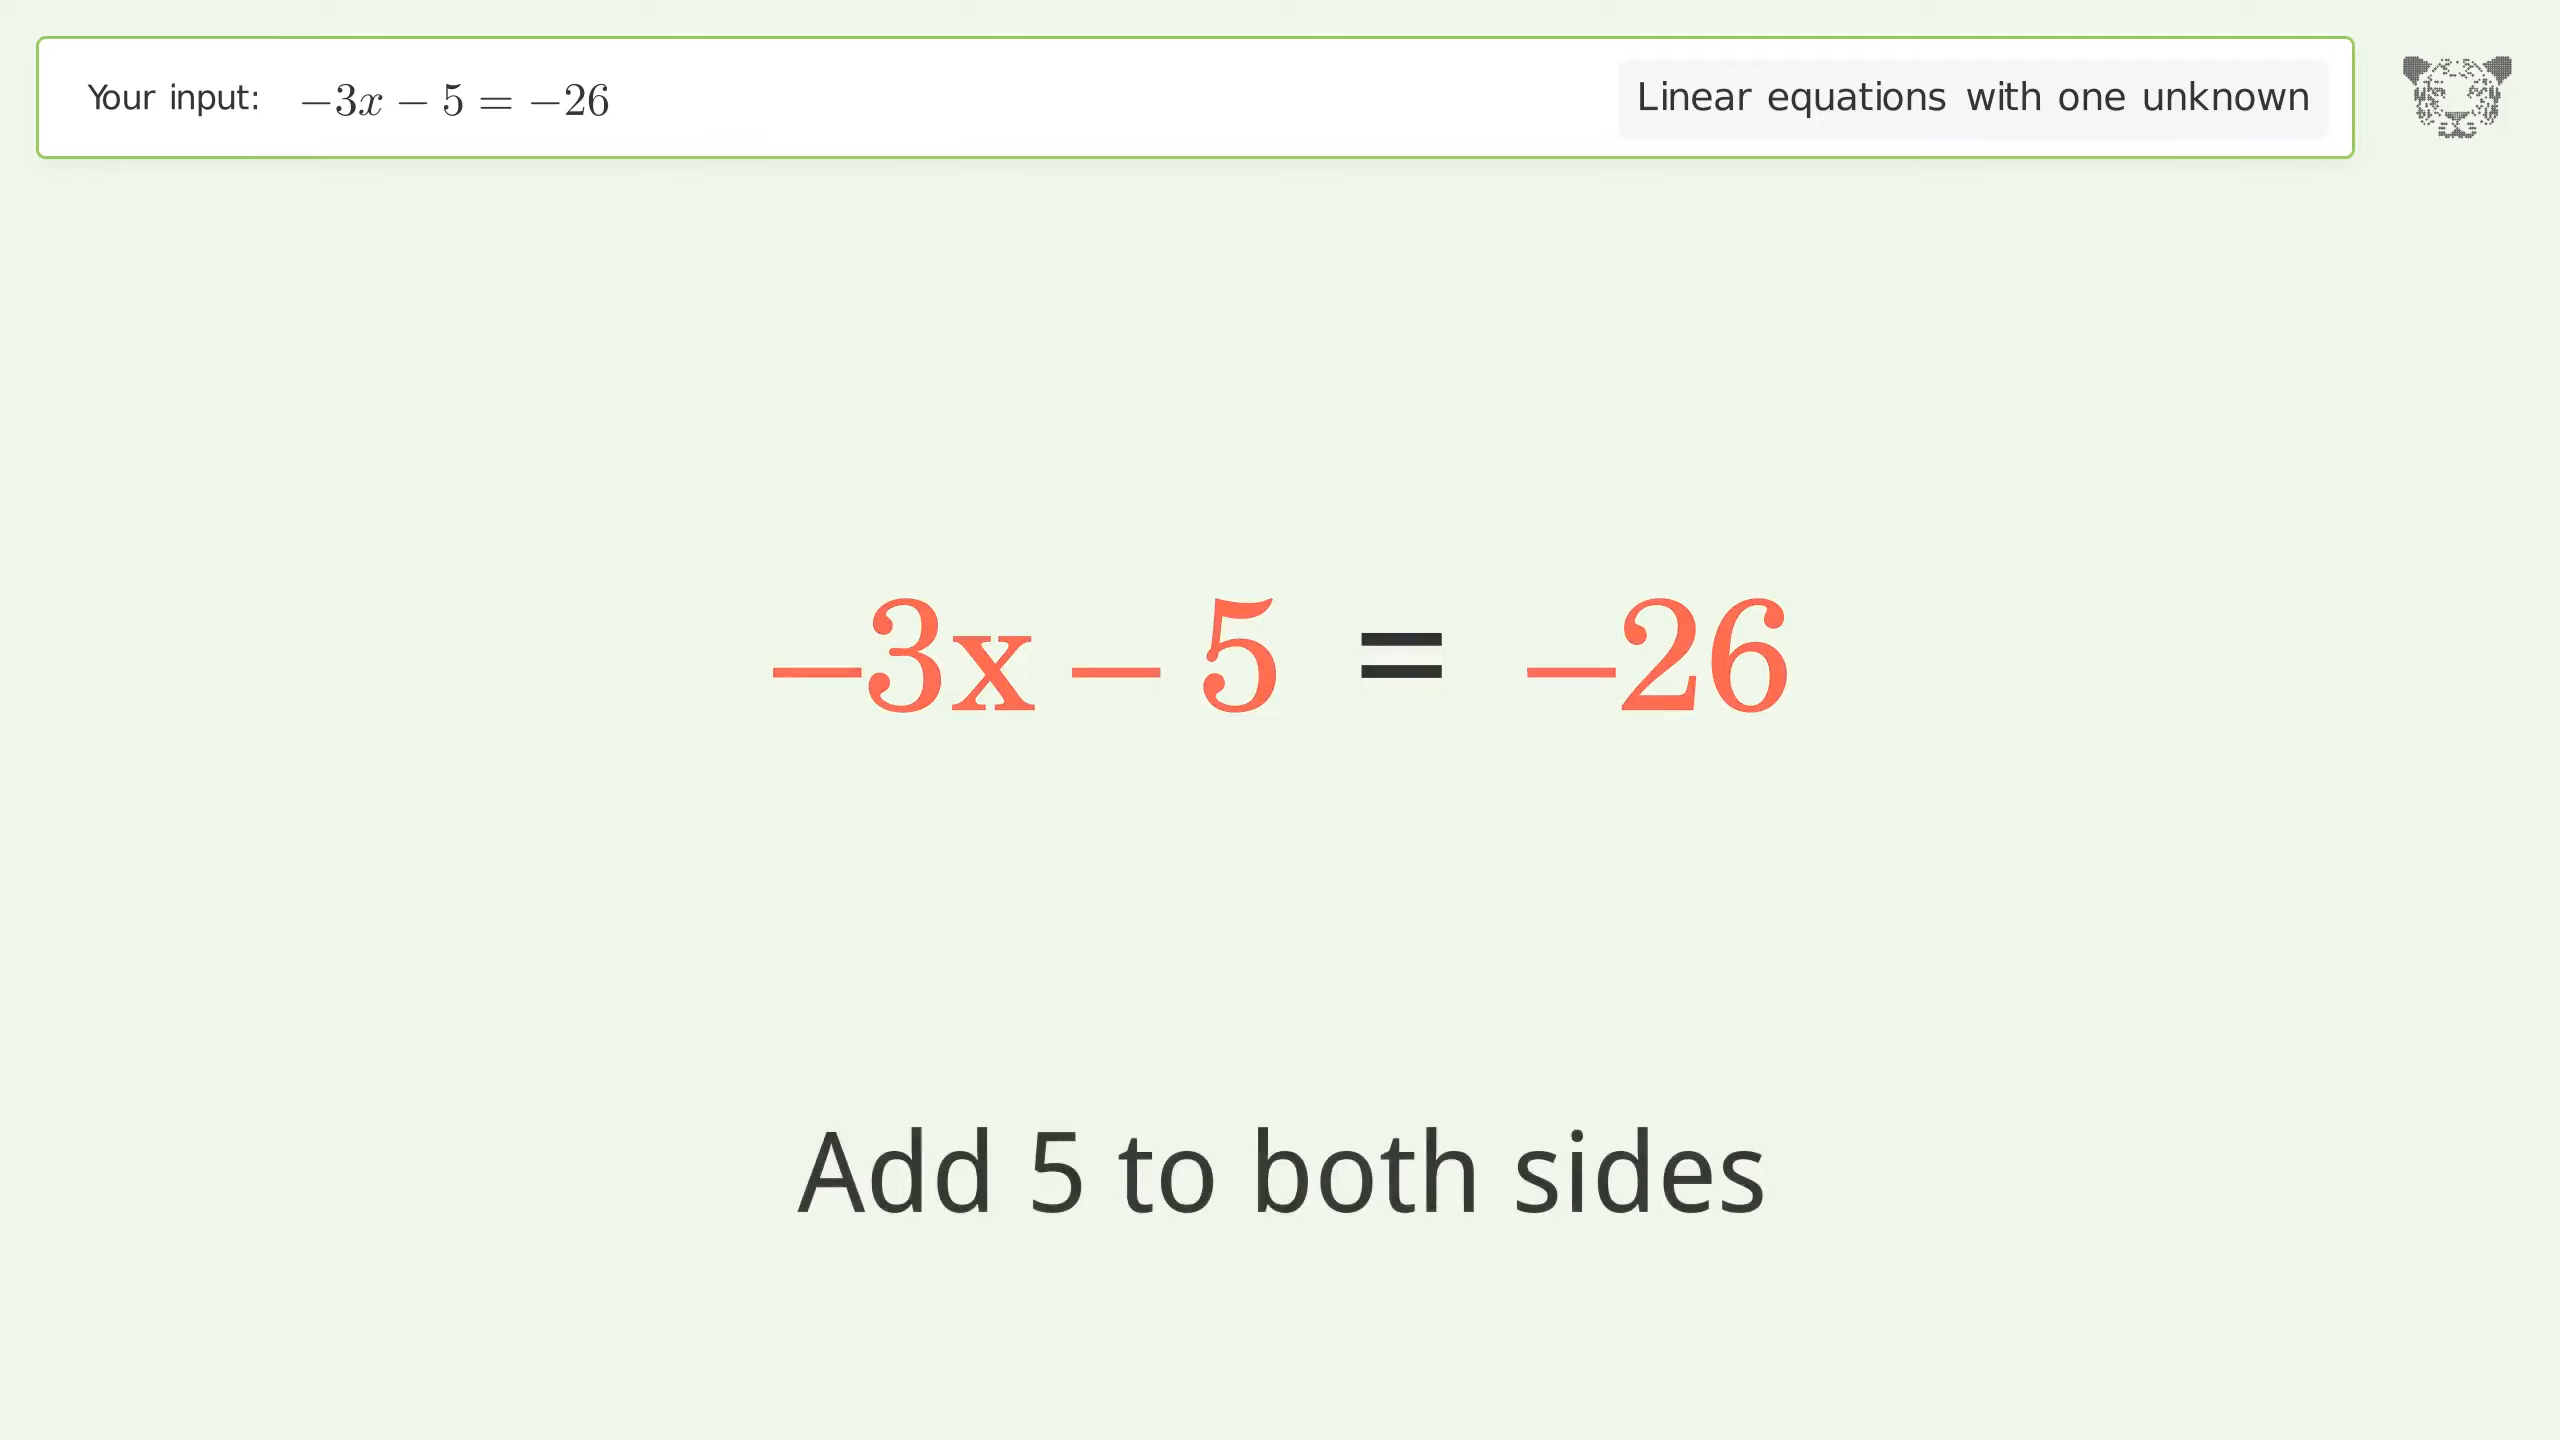 Your input: −3x − 5 = −26
Linear equations with one unknown
−3x − 5 = −26
Add 5 to both sides